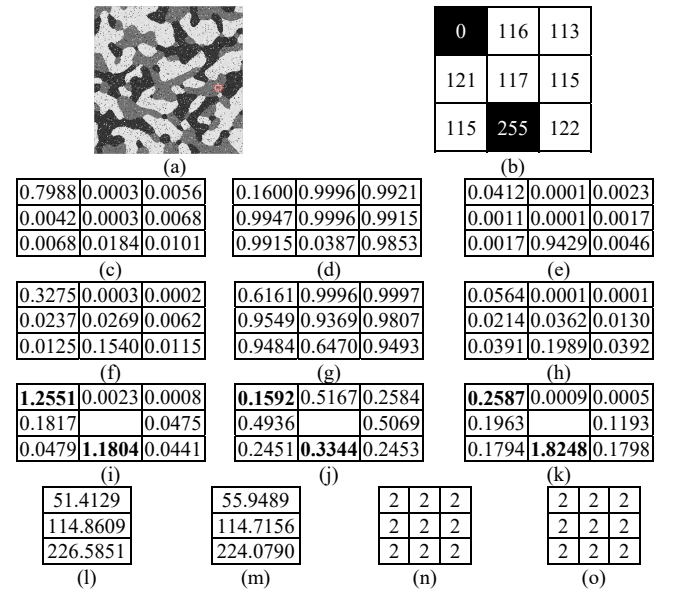 0 116 113
121 117 115
115 255 122
(a) (b)
0.7988 0.0003 0.0056 0.1600 0.9996 0.9921 0.0412 0.0001 0.0023
0.0042 0.0003 0.0068 0.9947 0.9996 0.9915 0.0011 0.0001 0.0017
0.0068 0.0184 0.0101 0.9915 0.0387 0.9853 0.0017 0.9429 0.0046
(c) (d) (e)
0.3275 0.0003 0.0002 0.6161 0.9996 0.9997 0.0564 0.0001 0.0001
0.0237 0.0269 0.0062 0.9549 0.9369 0.9807 0.0214 0.0362 0.0130
0.0125 0.1540 0.0115 0.9484 0.6470 0.9493 0.0391 0.1989 0.0392
(f) (g) (h)
1.2551 0.0023 0.0008 0.1592 0.5167 0.2584 0.2587 0.0009 0.0005
0.1817 0.0475 0.4936 0.5069 0.1963 0.1193
0.0479 1.1804 0.0441 0.2451 0.3344 0.2453 0.1794 1.8248 0.1798
(i) (j) (k)
51.4129 55.9489 2 2 2 2 2 2
114.8609 114.7156 2 2 2 2 2 2
226.5851 224.0790 2 2 2 2 2 2
(l) (m) (n) (o)